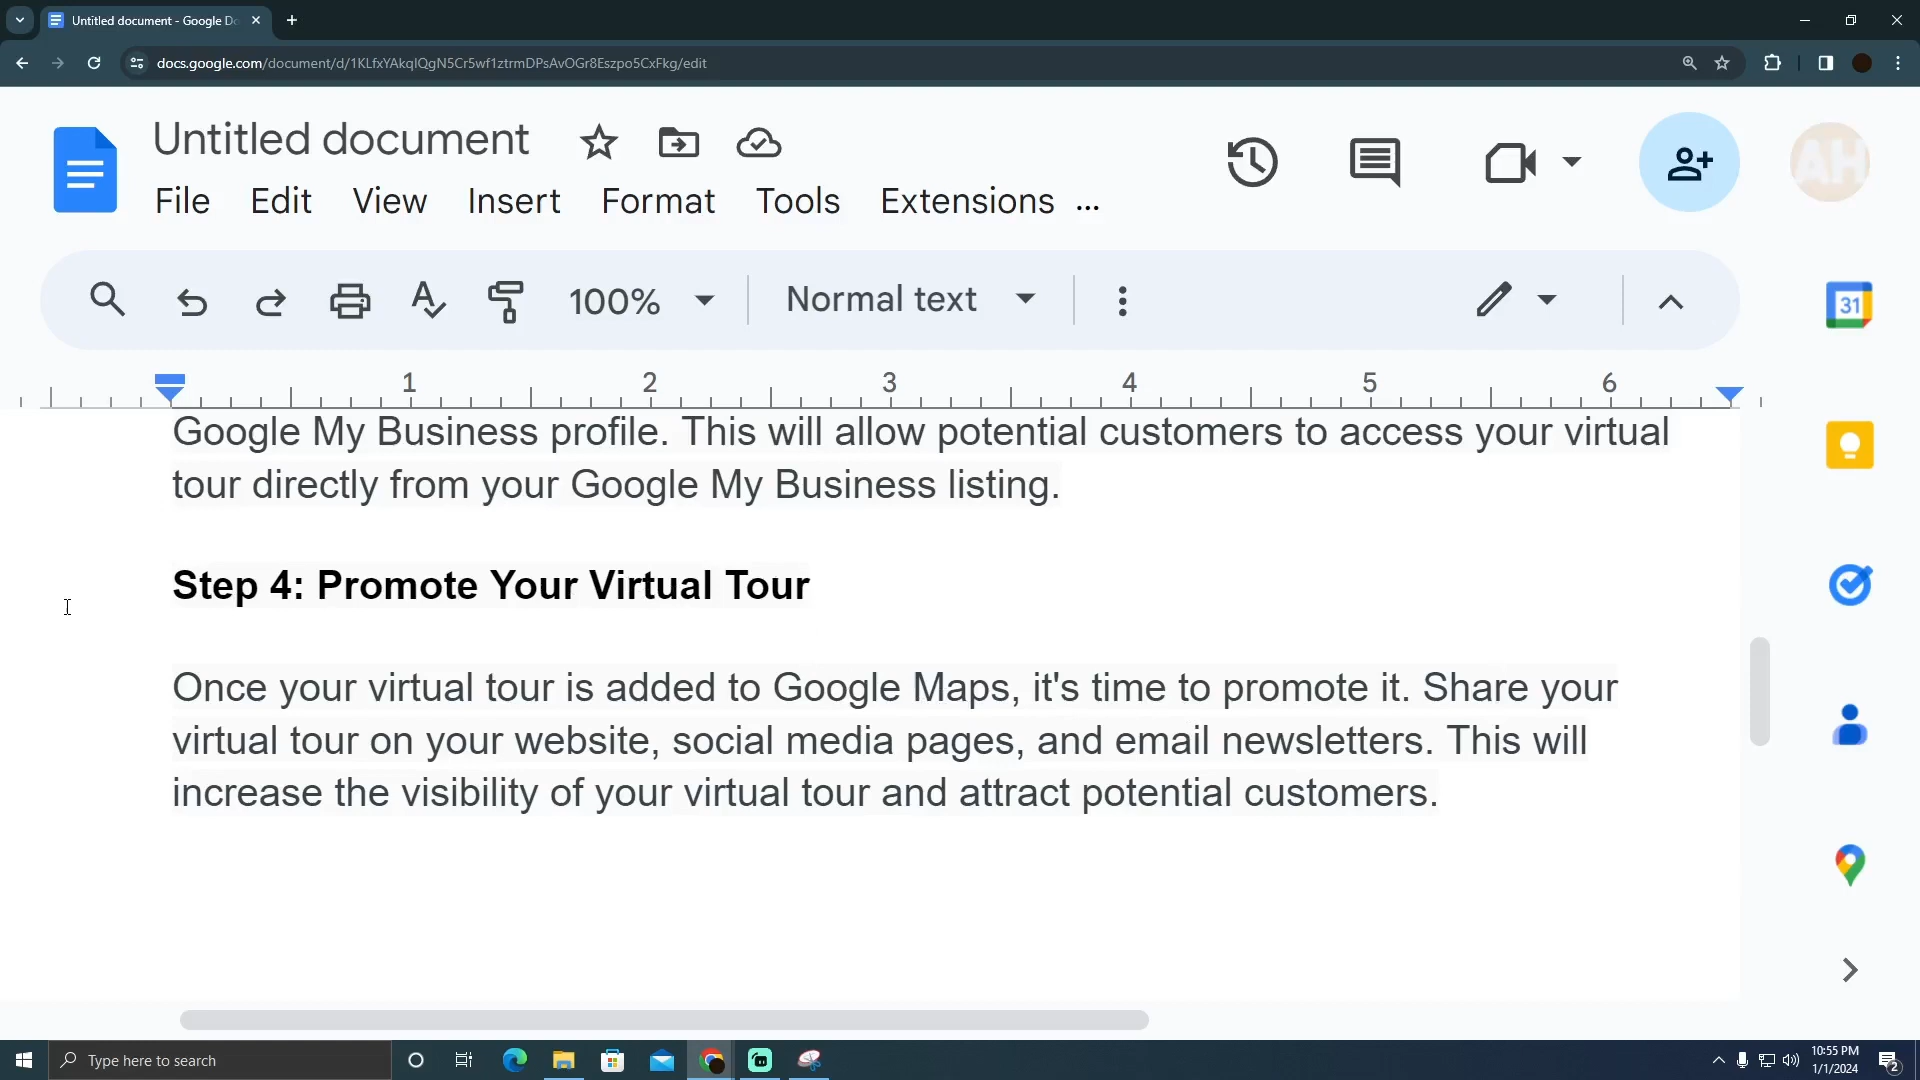 Untitled document - Google Do
docs.google.com/document/d/1KLfxYAkqIQgN5Cr5wf1ztrmDPsAvOGr8Eszpo5CxFkg/edit
Untitled document
File Edit View Insert Format Tools Extensions ...
100% Normal text
31
AH
1 2 3 4 5 6
Google My Business profile. This will allow potential customers to access your virtual
tour directly from your Google My Business listing.
Step 4: Promote Your Virtual Tour
Once your virtual tour is added to Google Maps, it's time to promote it. Share your
virtual tour on your website, social media pages, and email newsletters. This will
increase the visibility of your virtual tour and attract potential customers.
Type here to search
10:55 PM
1/1/2024
2